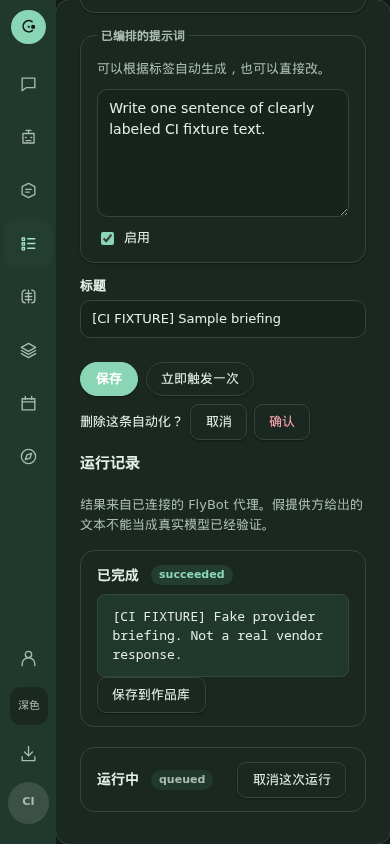 已编排的提示词
可以根据标签自动生成，也可以直接改。
Write one sentence of clearly
labeled CI fixture text.
启用
标题
[CI FIXTURE] Sample briefing
保存
立即触发一次
删除这条自动化？
取消
确认
运行记录
结果来自已连接的 FlyBot 代理。假提供方给出的
文本不能当成真实模型已经验证。
已完成
succeeded
[CI FIXTURE] Fake provider
briefing. Not a real vendor
response.
保存到作品库
运行中
queued
取消这次运行
深色
CI